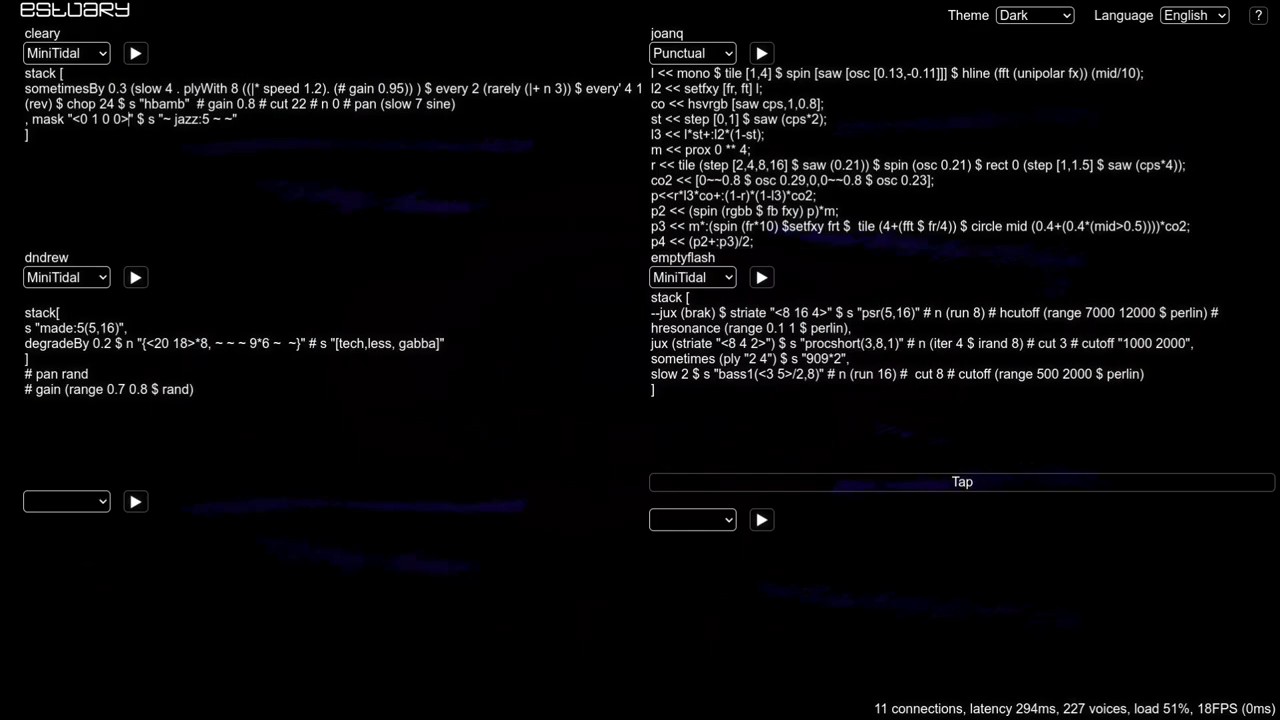 estuary
Theme Dark Language English ?
cleary
MiniTidal
stack [
sometimesBy 0.3 (slow 4 . plyWith 8 ((|* speed 1.2). (# gain 0.95)) ) $ every 2 (rarely (|+ n 3)) $ every' 4 1
(rev) $ chop 24 $ s "hbamb"  # gain 0.8 # cut 22 # n 0 # pan (slow 7 sine)
, mask "<0 1 0 0>" $ s "~ jazz:5 ~ ~"
]
joanq
Punctual
l << mono $ tile [1,4] $ spin [saw [osc [0.13,-0.11]]] $ hline (fft (unipolar fx)) (mid/10);
l2 << setfxy [fr, ft] l;
co << hsvrgb [saw cps,1,0.8];
st << step [0,1] $ saw (cps*2);
l3 << l*st+:l2*(1-st);
m << prox 0 ** 4;
r << tile (step [2,4,8,16] $ saw (0.21)) $ spin (osc 0.21) $ rect 0 (step [1,1.5] $ saw (cps*4));
co2 << [0~~0.8 $ osc 0.29,0,0~~0.8 $ osc 0.23];
p<<r*l3*co+:(1-r)*(1-l3)*co2;
p2 << (spin (rgbb $ fb fxy) p)*m;
p3 << m*:(spin (fr*10) $setfxy frt $  tile (4+(fft $ fr/4)) $ circle mid (0.4+(0.4*(mid>0.5))))*co2;
p4 << (p2+:p3)/2;
dndrew
MiniTidal
stack[
s "made:5(5,16)",
degradeBy 0.2 $ n "{<20 18>*8, ~ ~ ~ 9*6 ~  ~}" # s "[tech,less, gabba]"
]
# pan rand
# gain (range 0.7 0.8 $ rand)
emptyflash
MiniTidal
stack [
--jux (brak) $ striate "<8 16 4>" $ s "psr(5,16)" # n (run 8) # hcutoff (range 7000 12000 $ perlin) #
hresonance (range 0.1 1 $ perlin),
jux (striate "<8 4 2>") $ s "procshort(3,8,1)" # n (iter 4 $ irand 8) # cut 3 # cutoff "1000 2000",
sometimes (ply "2 4") $ s "909*2",
slow 2 $ s "bass1(<3 5>/2,8)" # n (run 16) #  cut 8 # cutoff (range 500 2000 $ perlin)
]
Tap
11 connections, latency 294ms, 227 voices, load 51%, 18FPS (0ms)